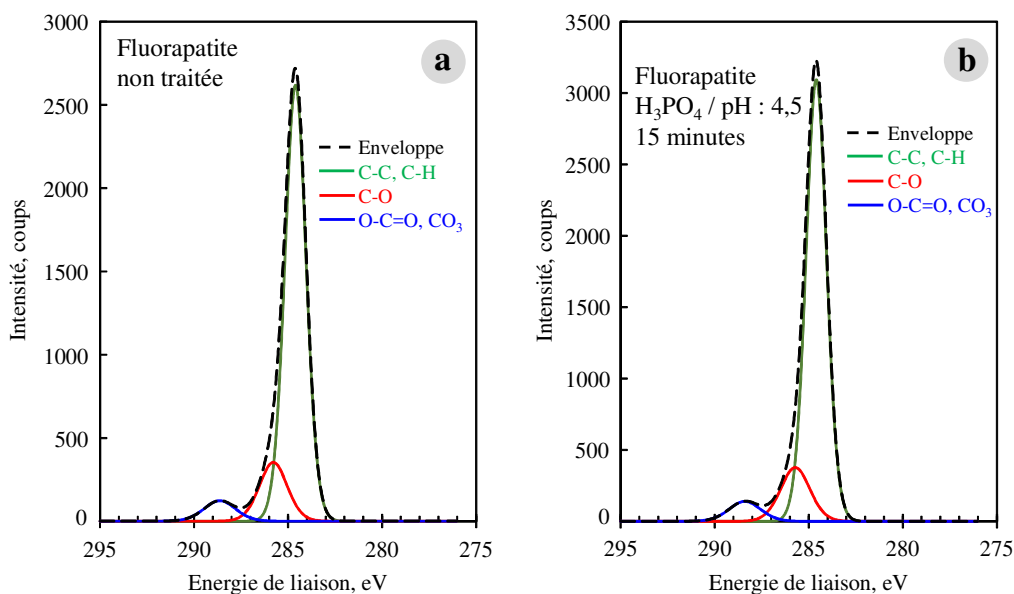 3000
2500
2000
1500
1000
500
0
295
290
285
280
275
Intensité, coups
Energie de liaison, eV
Fluorapatite
non traitée
a
Enveloppe
C-C, C-H
C-O
O-C=O, CO₃
3500
3000
2500
2000
1500
1000
500
0
295
290
285
280
275
Intensité, coups
Energie de liaison, eV
Fluorapatite
H₃PO₄ / pH : 4,5
15 minutes
b
Enveloppe
C-C, C-H
C-O
O-C=O, CO₃